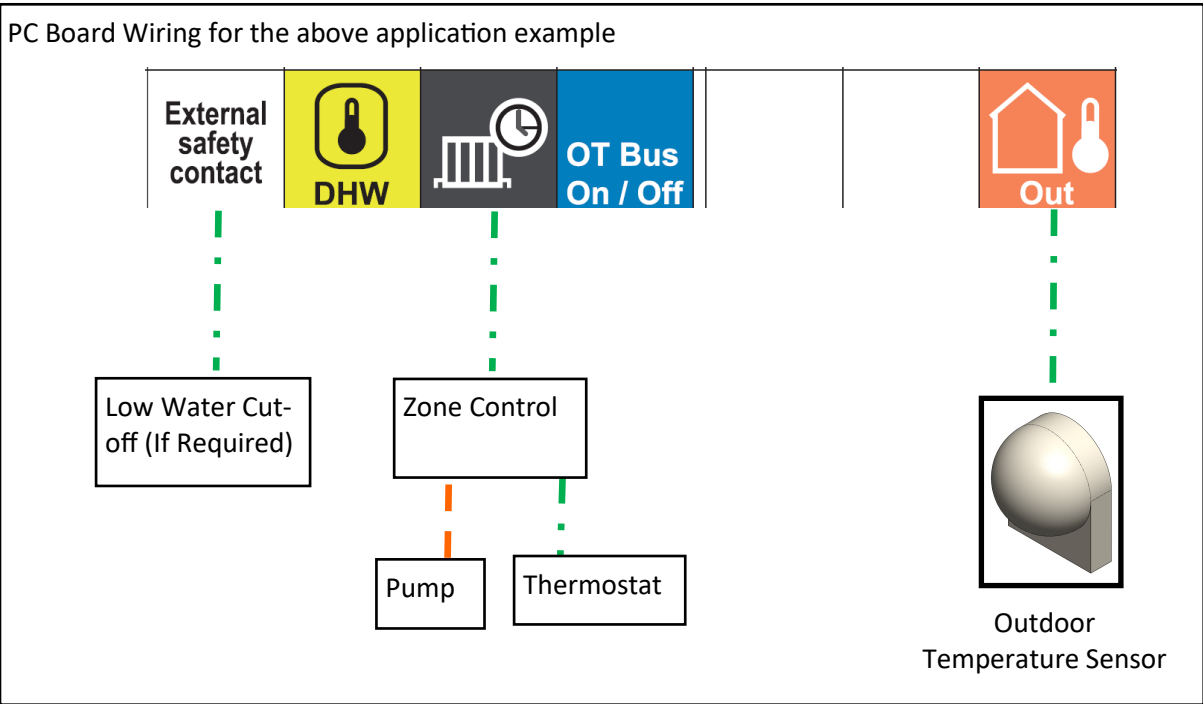 PC Board Wiring for the above application example
External
safety
contact
DHW
OT Bus
On / Off
Out
Low Water Cut-
off (If Required)
Zone Control
Pump
Thermostat
Outdoor
Temperature Sensor